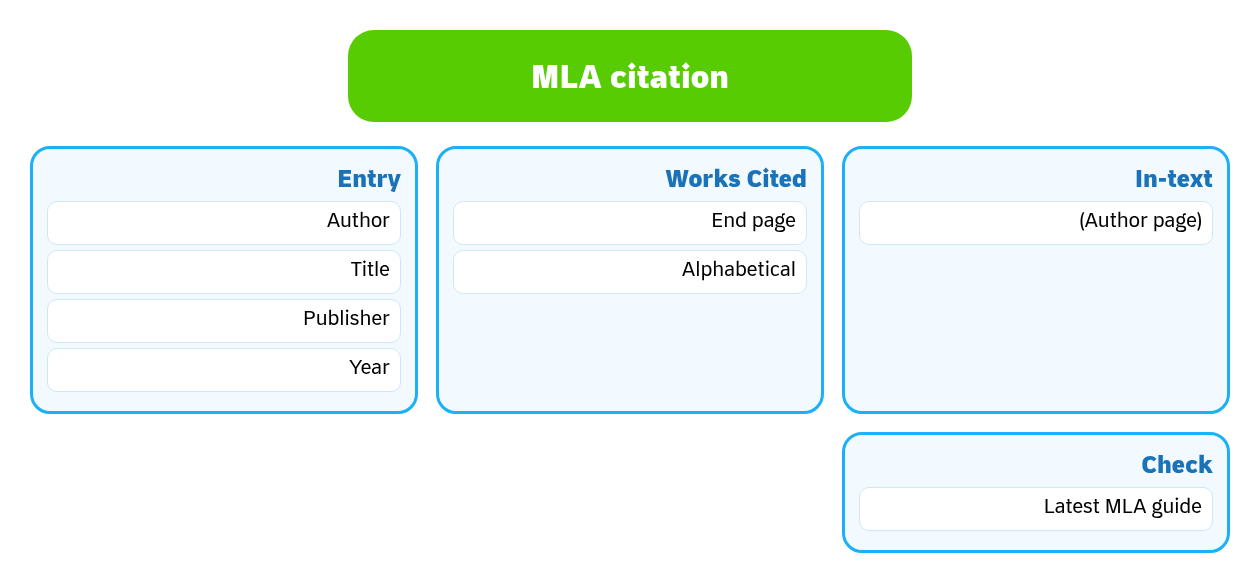 MLA citation
In-text
(Author page)
Works Cited
End page
Alphabetical
Entry
Author
Title
Publisher
Year
Check
Latest MLA guide